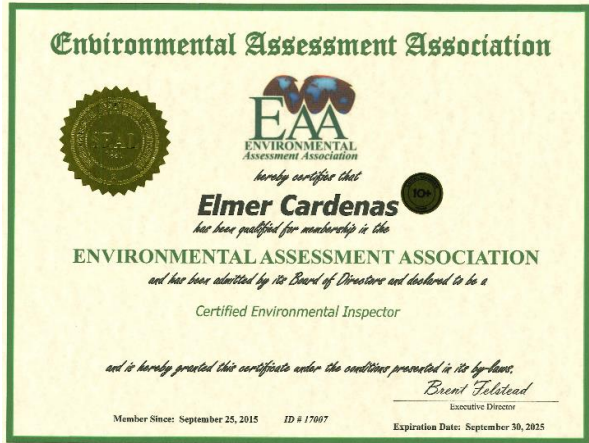 Environmental Assessment Association
SEAL
EAA
ENVIRONMENTAL
Assessment Association
hereby certifies that
Elmer Cardenas
10+
has been qualified for membership in the
ENVIRONMENTAL ASSESSMENT ASSOCIATION
and has been admitted by its Board of Directors and declared to be a
Certified Environmental Inspector
and is hereby granted this certificate under the conditions presented in its by-laws.
Brent Felstead
Executive Director
Member Since: September 25, 2015 ID # 17007
Expiration Date: September 30, 2025